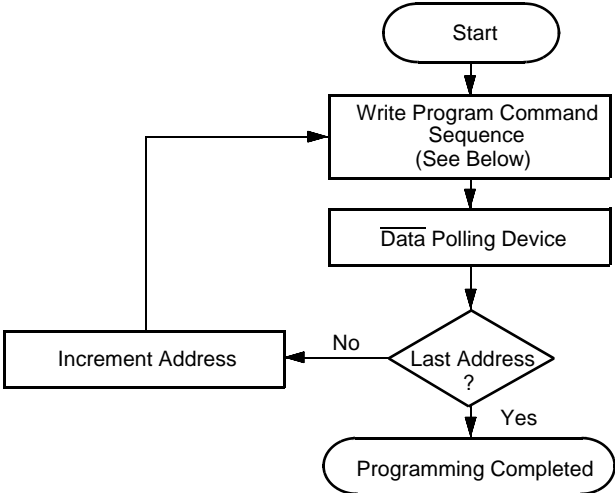 Start
Write Program Command
Sequence
(See Below)
Data Polling Device
Increment Address
No
Last Address
?
Yes
Programming Completed